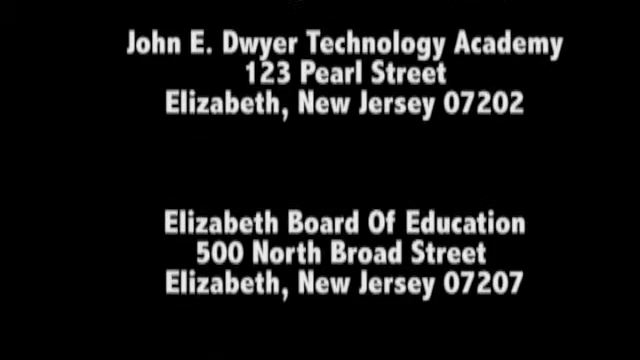 John E. Dwyer Technology Academy
123 Pearl Street
Elizabeth, New Jersey 07202
Elizabeth Board Of Education
500 North Broad Street
Elizabeth, New Jersey 07207